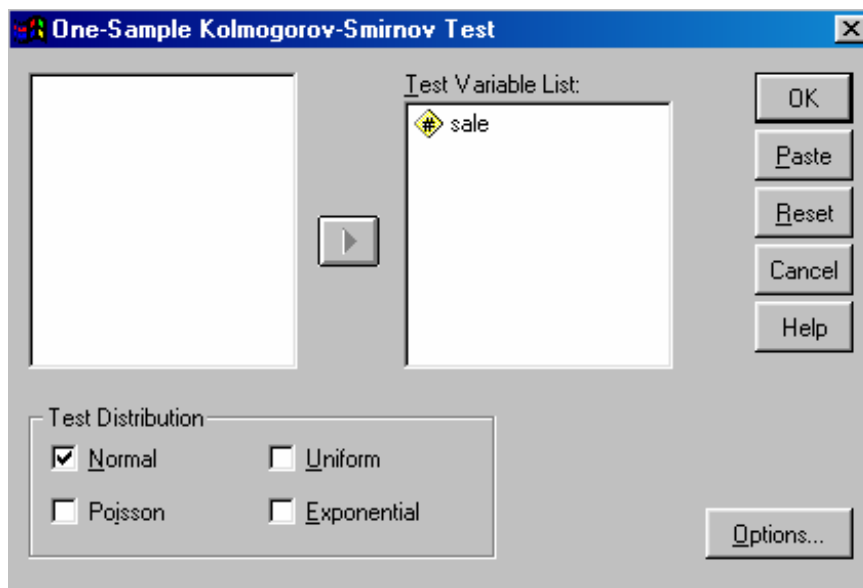 One-Sample Kolmogorov-Smirnov Test
Test Variable List:
# sale
OK
Paste
Reset
Cancel
Help
Test Distribution
Normal
Uniform
Poisson
Exponential
Options...